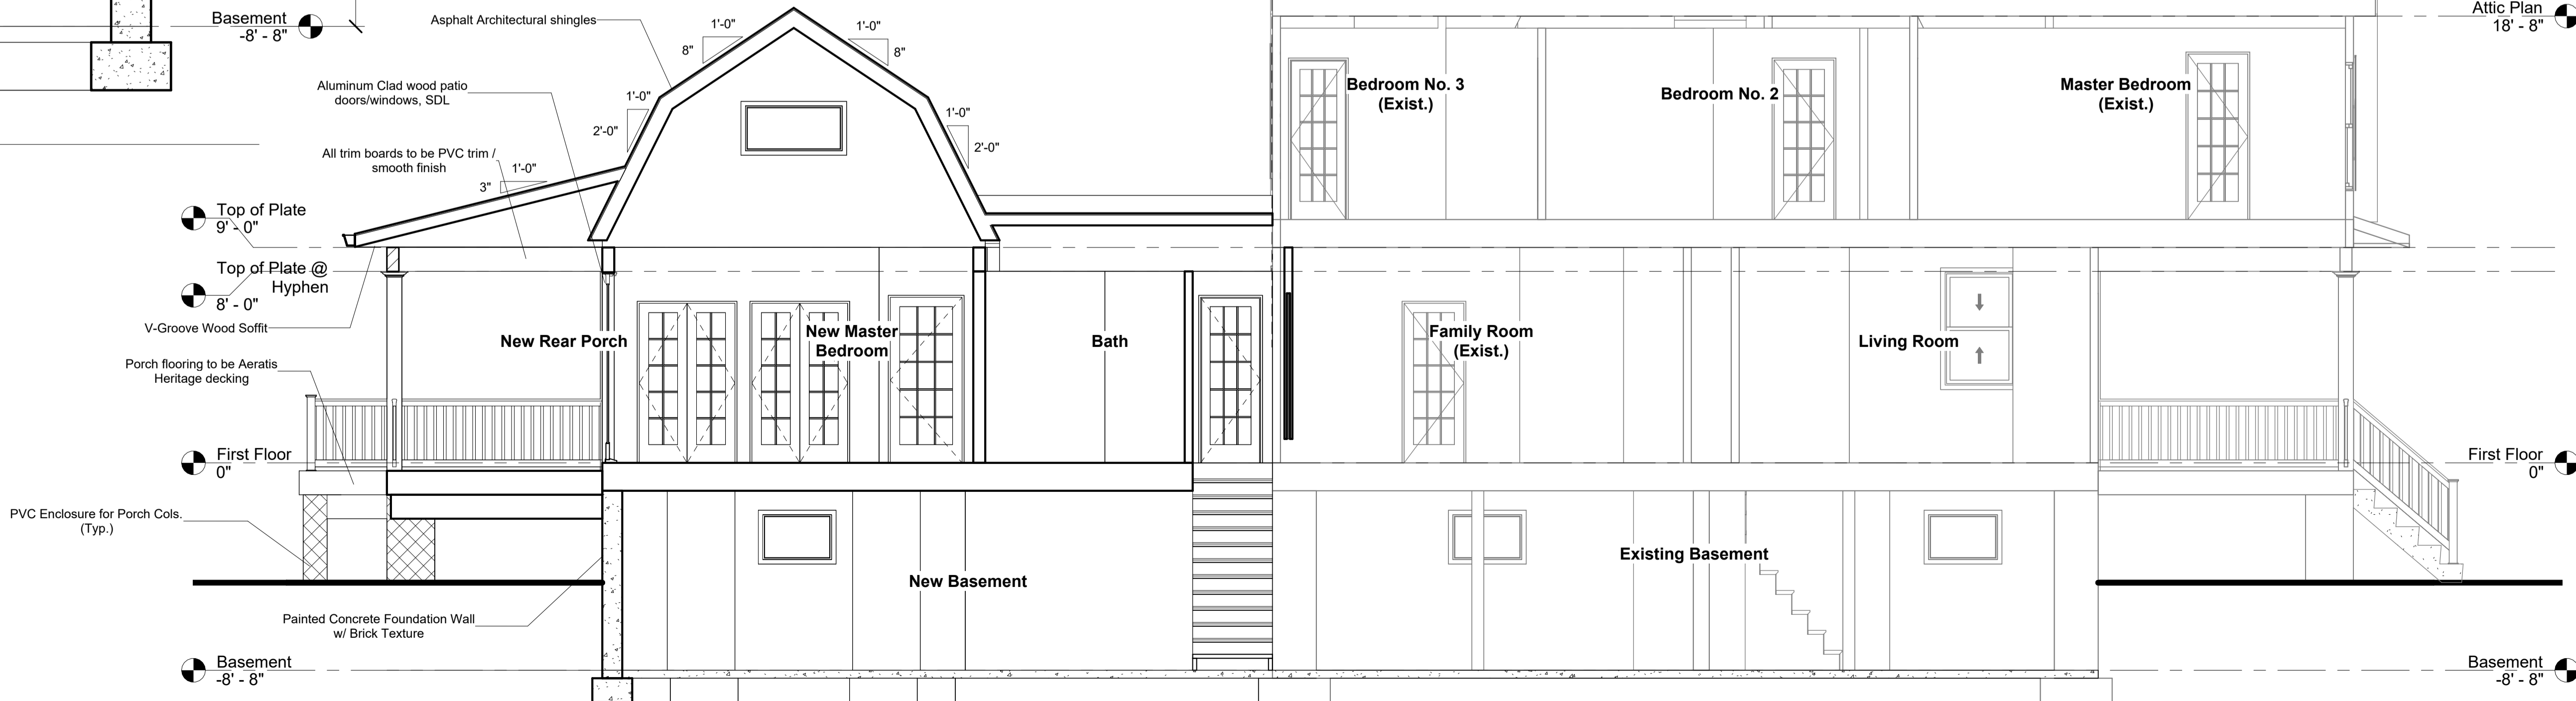 Basement
-8' - 8"
Asphalt Architectural shingles
1'-0"
8"
1'-0"
8"
Attic Plan
18' - 8"
Aluminum Clad wood patio
doors/windows, SDL
1'-0"
2'-0"
1'-0"
2'-0"
Bedroom No. 3
(Exist.)
Bedroom No. 2
Master Bedroom
(Exist.)
All trim boards to be PVC trim /
smooth finish
1'-0"
3"
Top of Plate
9' - 0"
Top of Plate @
Hyphen
8' - 0"
V-Groove Wood Soffit
New Rear Porch
New Master
Bedroom
Bath
Family Room
(Exist.)
Living Room
Porch flooring to be Aeratis
Heritage decking
First Floor
0"
First Floor
0"
PVC Enclosure for Porch Cols.
(Typ.)
New Basement
Existing Basement
Painted Concrete Foundation Wall
w/ Brick Texture
Basement
-8' - 8"
Basement
-8' - 8"